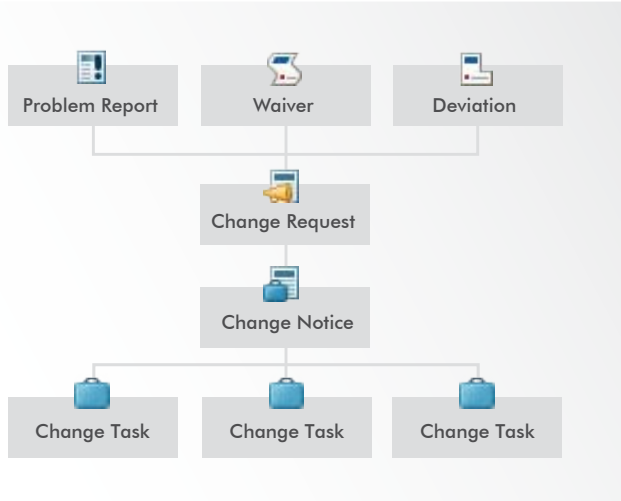 Problem Report
Waiver
Deviation
Change Request
Change Notice
Change Task
Change Task
Change Task